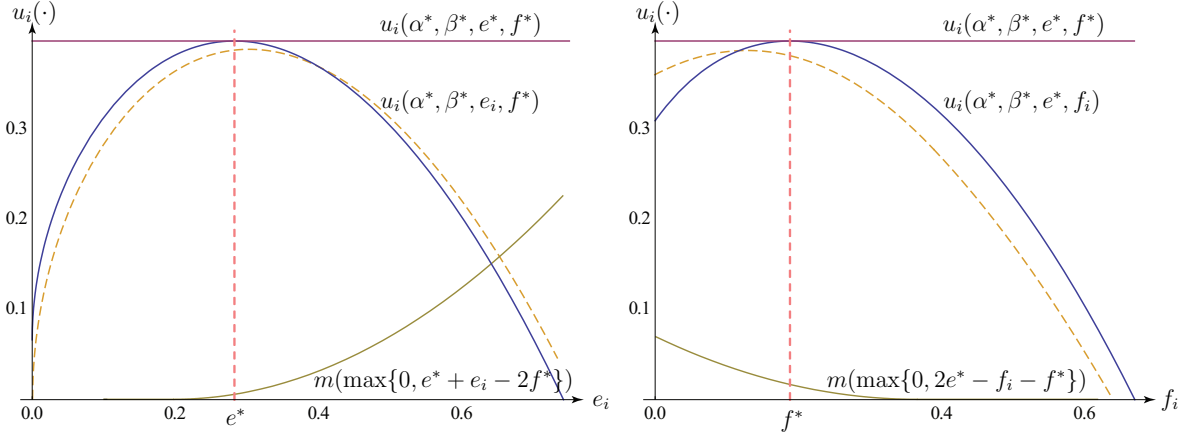 u_i(·)
u_i(α*, β*, e*, f*)
u_i(α*, β*, e_i, f*)
0.3
0.2
0.1
m(max{0, e* + e_i − 2f*})
0.0
0.2
0.4
0.6
e*
e_i
u_i(·)
u_i(α*, β*, e*, f*)
u_i(α*, β*, e*, f_i)
0.3
0.2
0.1
m(max{0, 2e* − f_i − f*})
0.0
0.4
0.6
f*
f_i